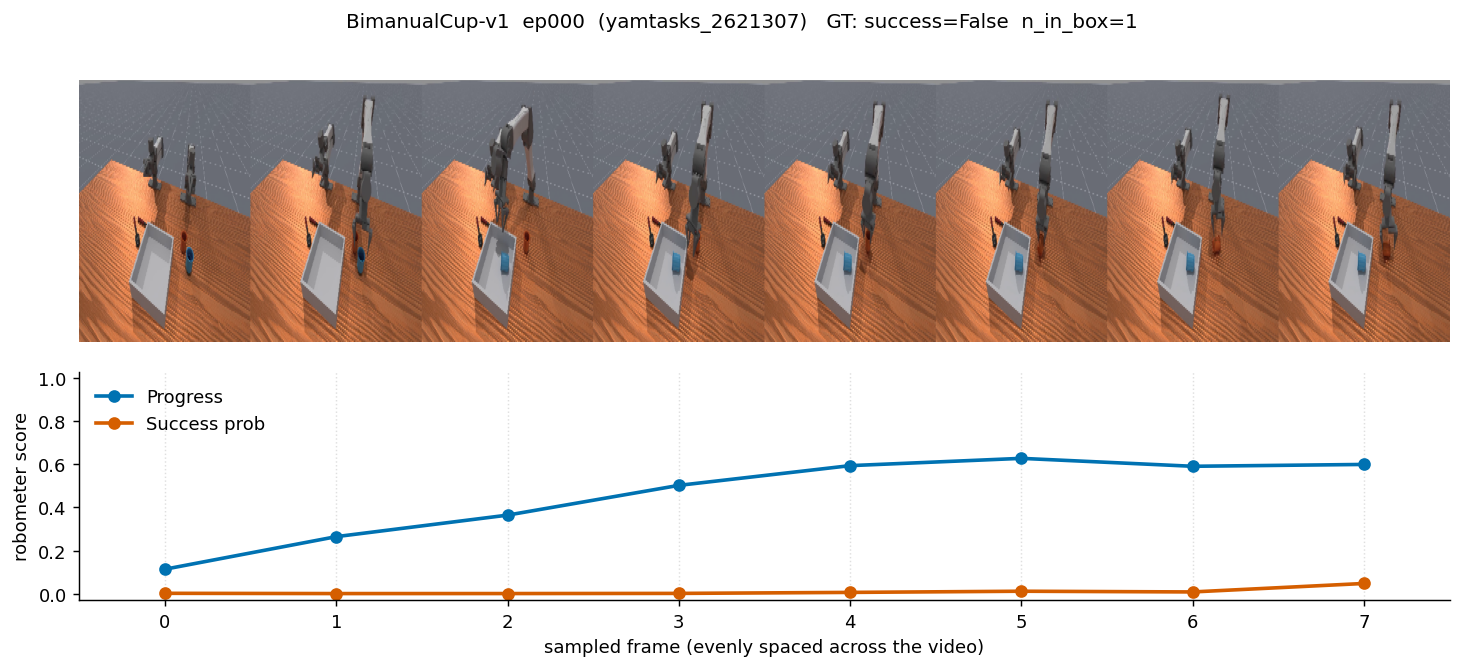 BimanualCup-v1  ep000  (yamtasks_2621307)   GT: success=False  n_in_box=1
1.0
0.8
0.6
0.4
0.2
0.0
robometer score
Progress
Success prob
0 1 2 3 4 5 6 7
sampled frame (evenly spaced across the video)